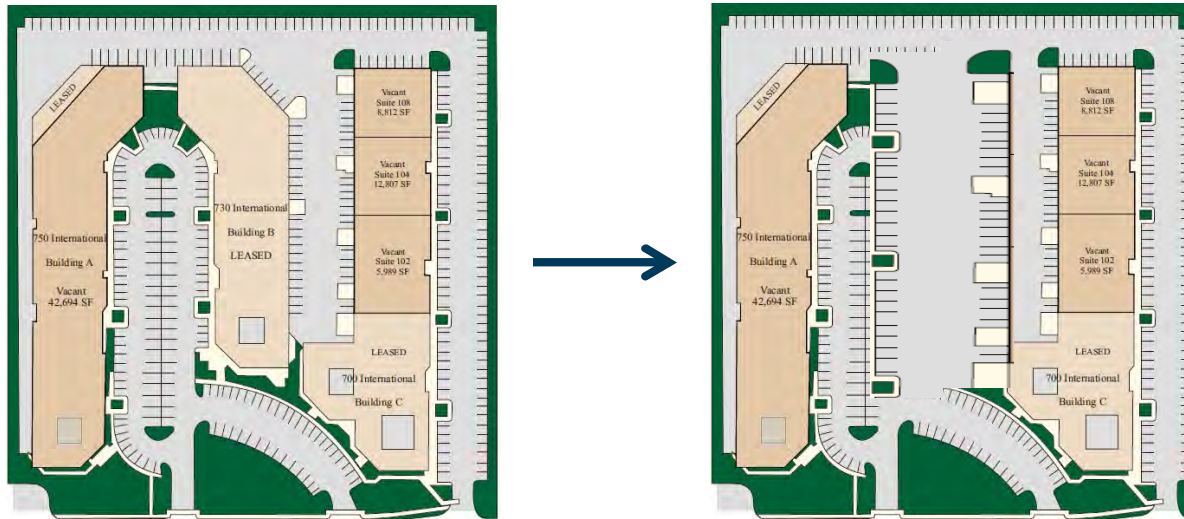 LEASED
750 International
Building A
Vacant
42,694 SF
730 International
Building B
LEASED
Vacant
Suite 108
8,812 SF
Vacant
Suite 104
12,807 SF
Vacant
Suite 102
5,989 SF
LEASED
700 International
Building C
LEASED
750 International
Building A
Vacant
42,694 SF
Vacant
Suite 108
8,812 SF
Vacant
Suite 104
12,807 SF
Vacant
Suite 102
5,989 SF
LEASED
700 International
Building C